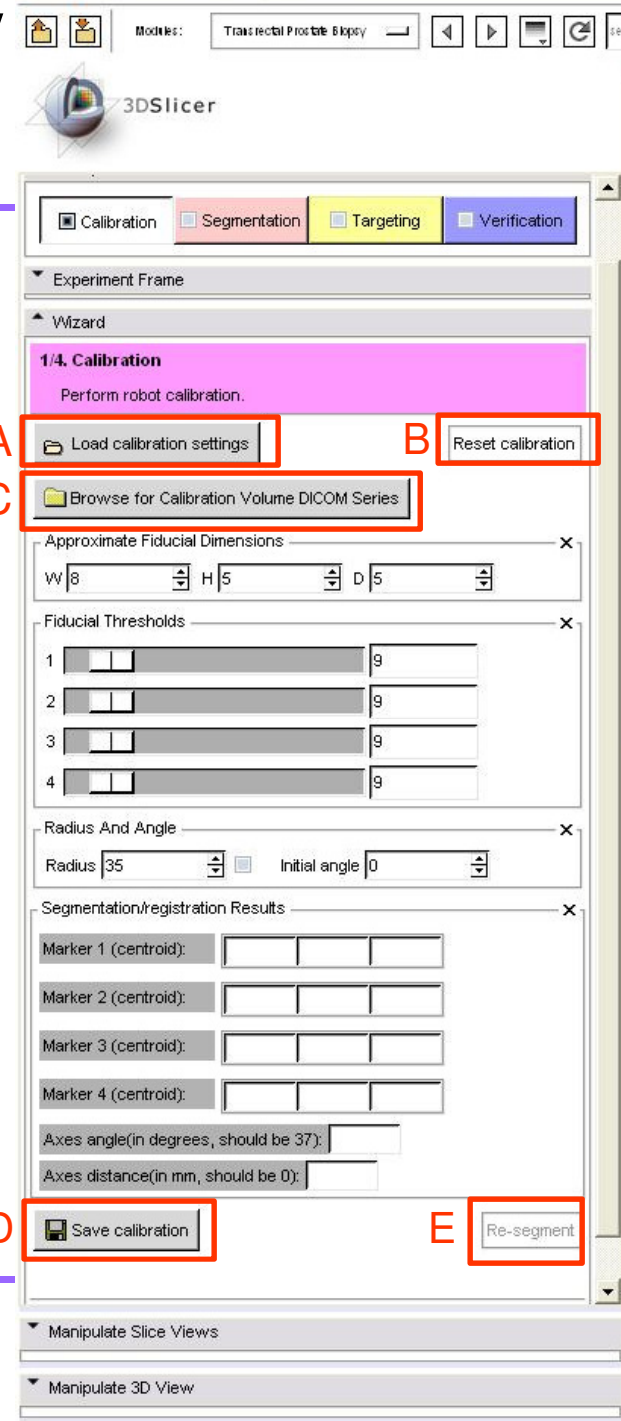 Modules: Transrectal Prostate Biopsy
3DSlicer
Calibration Segmentation Targeting Verification
Experiment Frame
Wizard
1/4. Calibration
Perform robot calibration.
A Load calibration settings B Reset calibration
C Browse for Calibration Volume DICOM Series
Approximate Fiducial Dimensions
W 8 H 5 D 5
Fiducial Thresholds
1 9
2 9
3 9
4 9
Radius And Angle
Radius 35 Initial angle 0
Segmentation/registration Results
Marker 1 (centroid):
Marker 2 (centroid):
Marker 3 (centroid):
Marker 4 (centroid):
Axes angle(in degrees, should be 37):
Axes distance(in mm, should be 0):
D Save calibration E Re-segment
Manipulate Slice Views
Manipulate 3D View